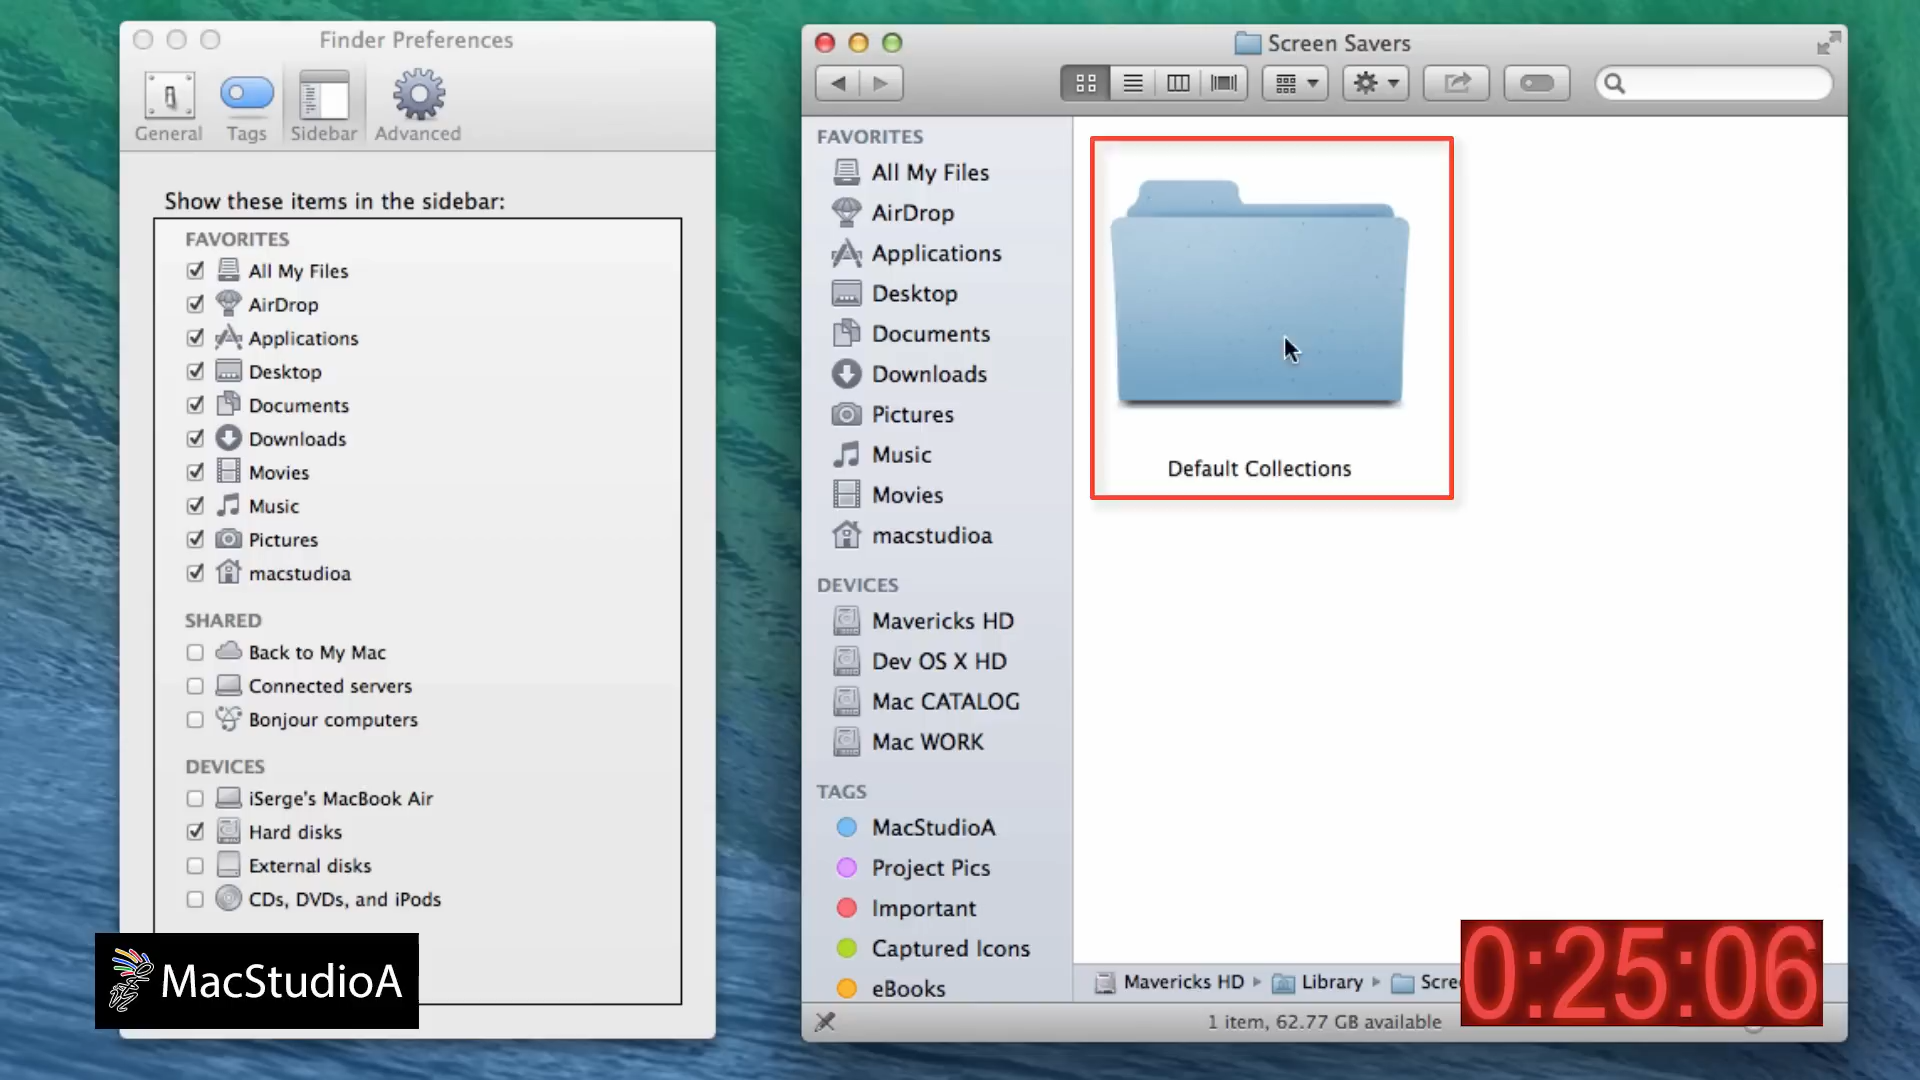 Finder Preferences
General
Tags
Sidebar
Advanced
Show these items in the sidebar:
FAVORITES
All My Files
AirDrop
Applications
Desktop
Documents
Downloads
Movies
Music
Pictures
macstudioa
SHARED
Back to My Mac
Connected servers
Bonjour computers
DEVICES
iSerge's MacBook Air
Hard disks
External disks
CDs, DVDs, and iPods
MacStudioA
Screen Savers
FAVORITES
All My Files
AirDrop
Applications
Desktop
Documents
Downloads
Pictures
Music
Movies
macstudioa
DEVICES
Mavericks HD
Dev OS X HD
Mac CATALOG
Mac WORK
TAGS
MacStudioA
Project Pics
Important
Captured Icons
eBooks
Default Collections
Mavericks HD
Library
Scre
1 item, 62.77 GB available
0:25:06